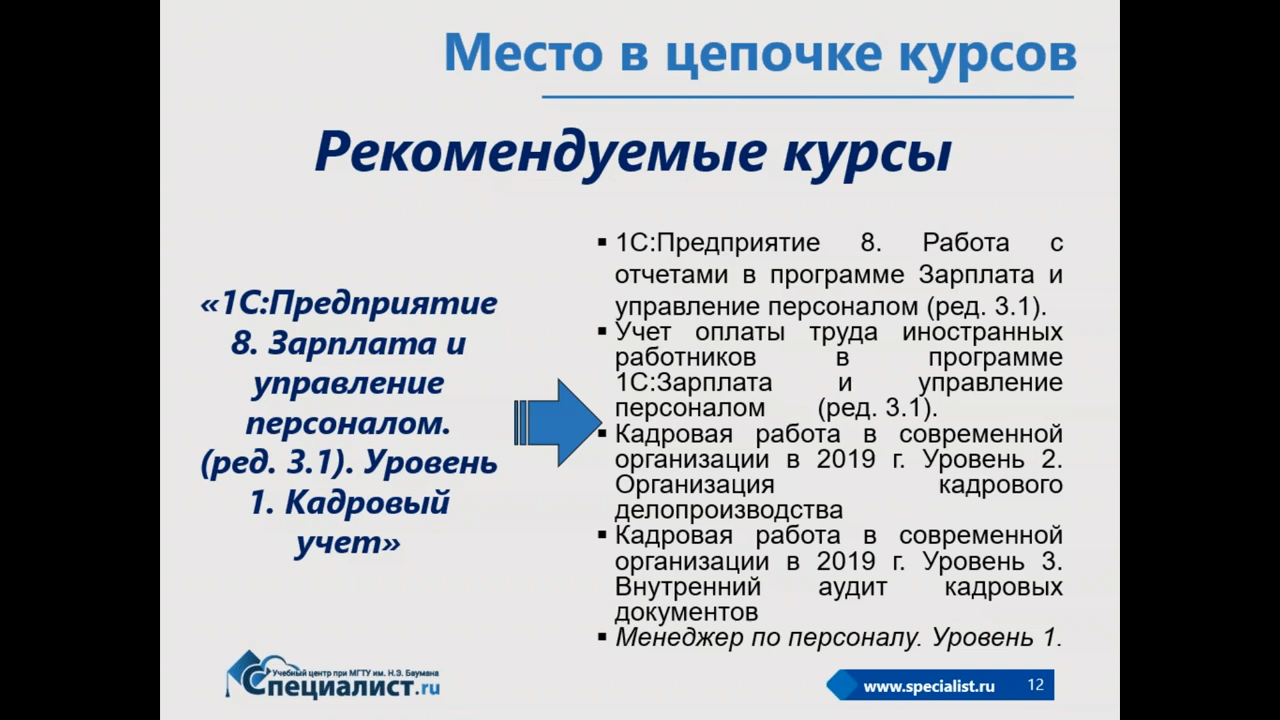 Место в цепочке курсов
Рекомендуемые курсы
«1С:Предприятие
8. Зарплата и
управление
персоналом.
(ред. 3.1). Уровень
1. Кадровый
учет»
▪ 1С:Предприятие 8. Работа с
отчетами в программе Зарплата и
управление персоналом (ред. 3.1).
▪ Учет оплаты труда иностранных
работников в программе
1С:Зарплата и управление
персоналом (ред. 3.1).
▪ Кадровая работа в современной
организации в 2019 г. Уровень 2.
Организация кадрового
делопроизводства
▪ Кадровая работа в современной
организации в 2019 г. Уровень 3.
Внутренний аудит кадровых
документов
▪ Менеджер по персоналу. Уровень 1.
Учебный центр при МГТУ им. Н.Э. Баумана
Специалист.ru
www.specialist.ru 12